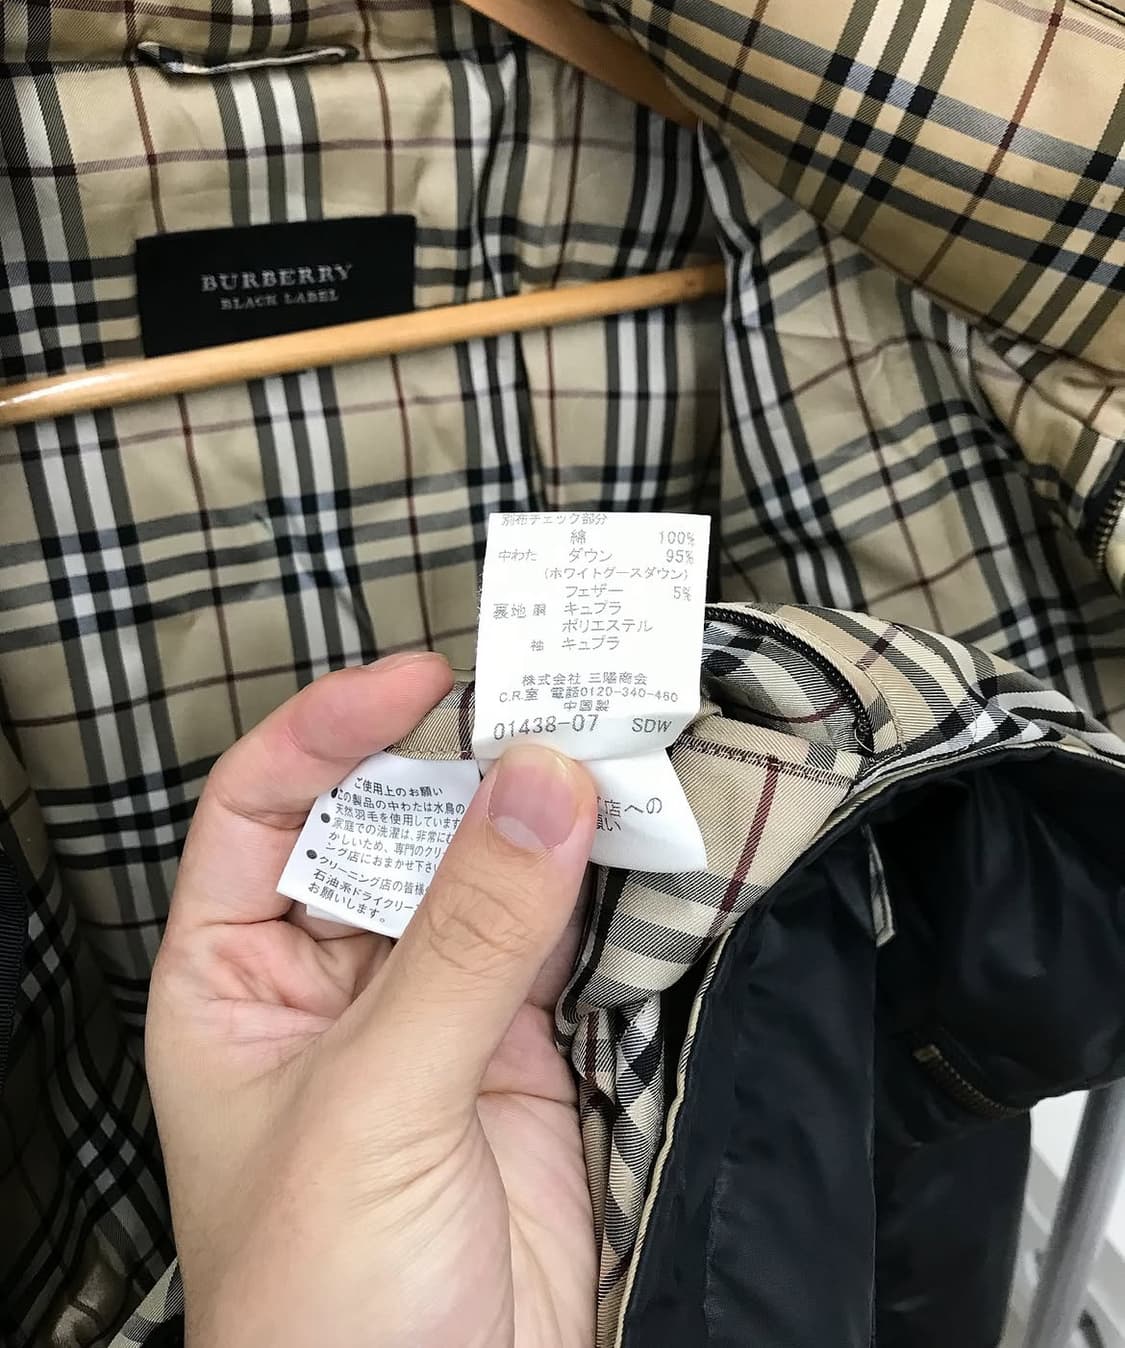 BURBERRY
BLACK LABEL
別布チェック部分
綿 100%
中わた ダウン 95%
(ホワイトグースダウン)
フェザー 5%
裏地 胴 キュプラ
ポリエステル
袖 キュプラ
株式会社 三陽商会
C.R.室 電話0120-340-460
中国製
01438-07 SDW
ご使用上のお願い
●この製品の中わたは水鳥の
天然羽毛を使用しています
●家庭での洗濯は、非常にむ
かしいため、専門のクリー
ング店におまかせ下さい
●クリーニング店の皆様へ
石油系ドライクリー
お願いします。
店への
願い